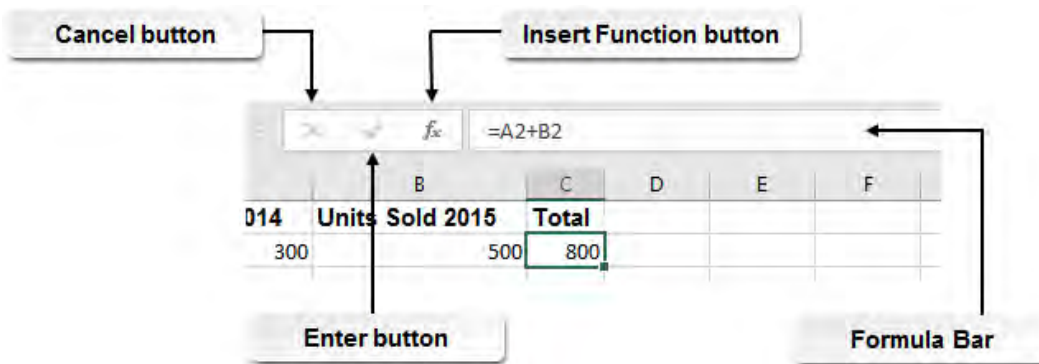 Cancel button Insert Function button
fx =A2+B2
B C D E F
014 Units Sold 2015 Total
300 500 800
Enter button Formula Bar